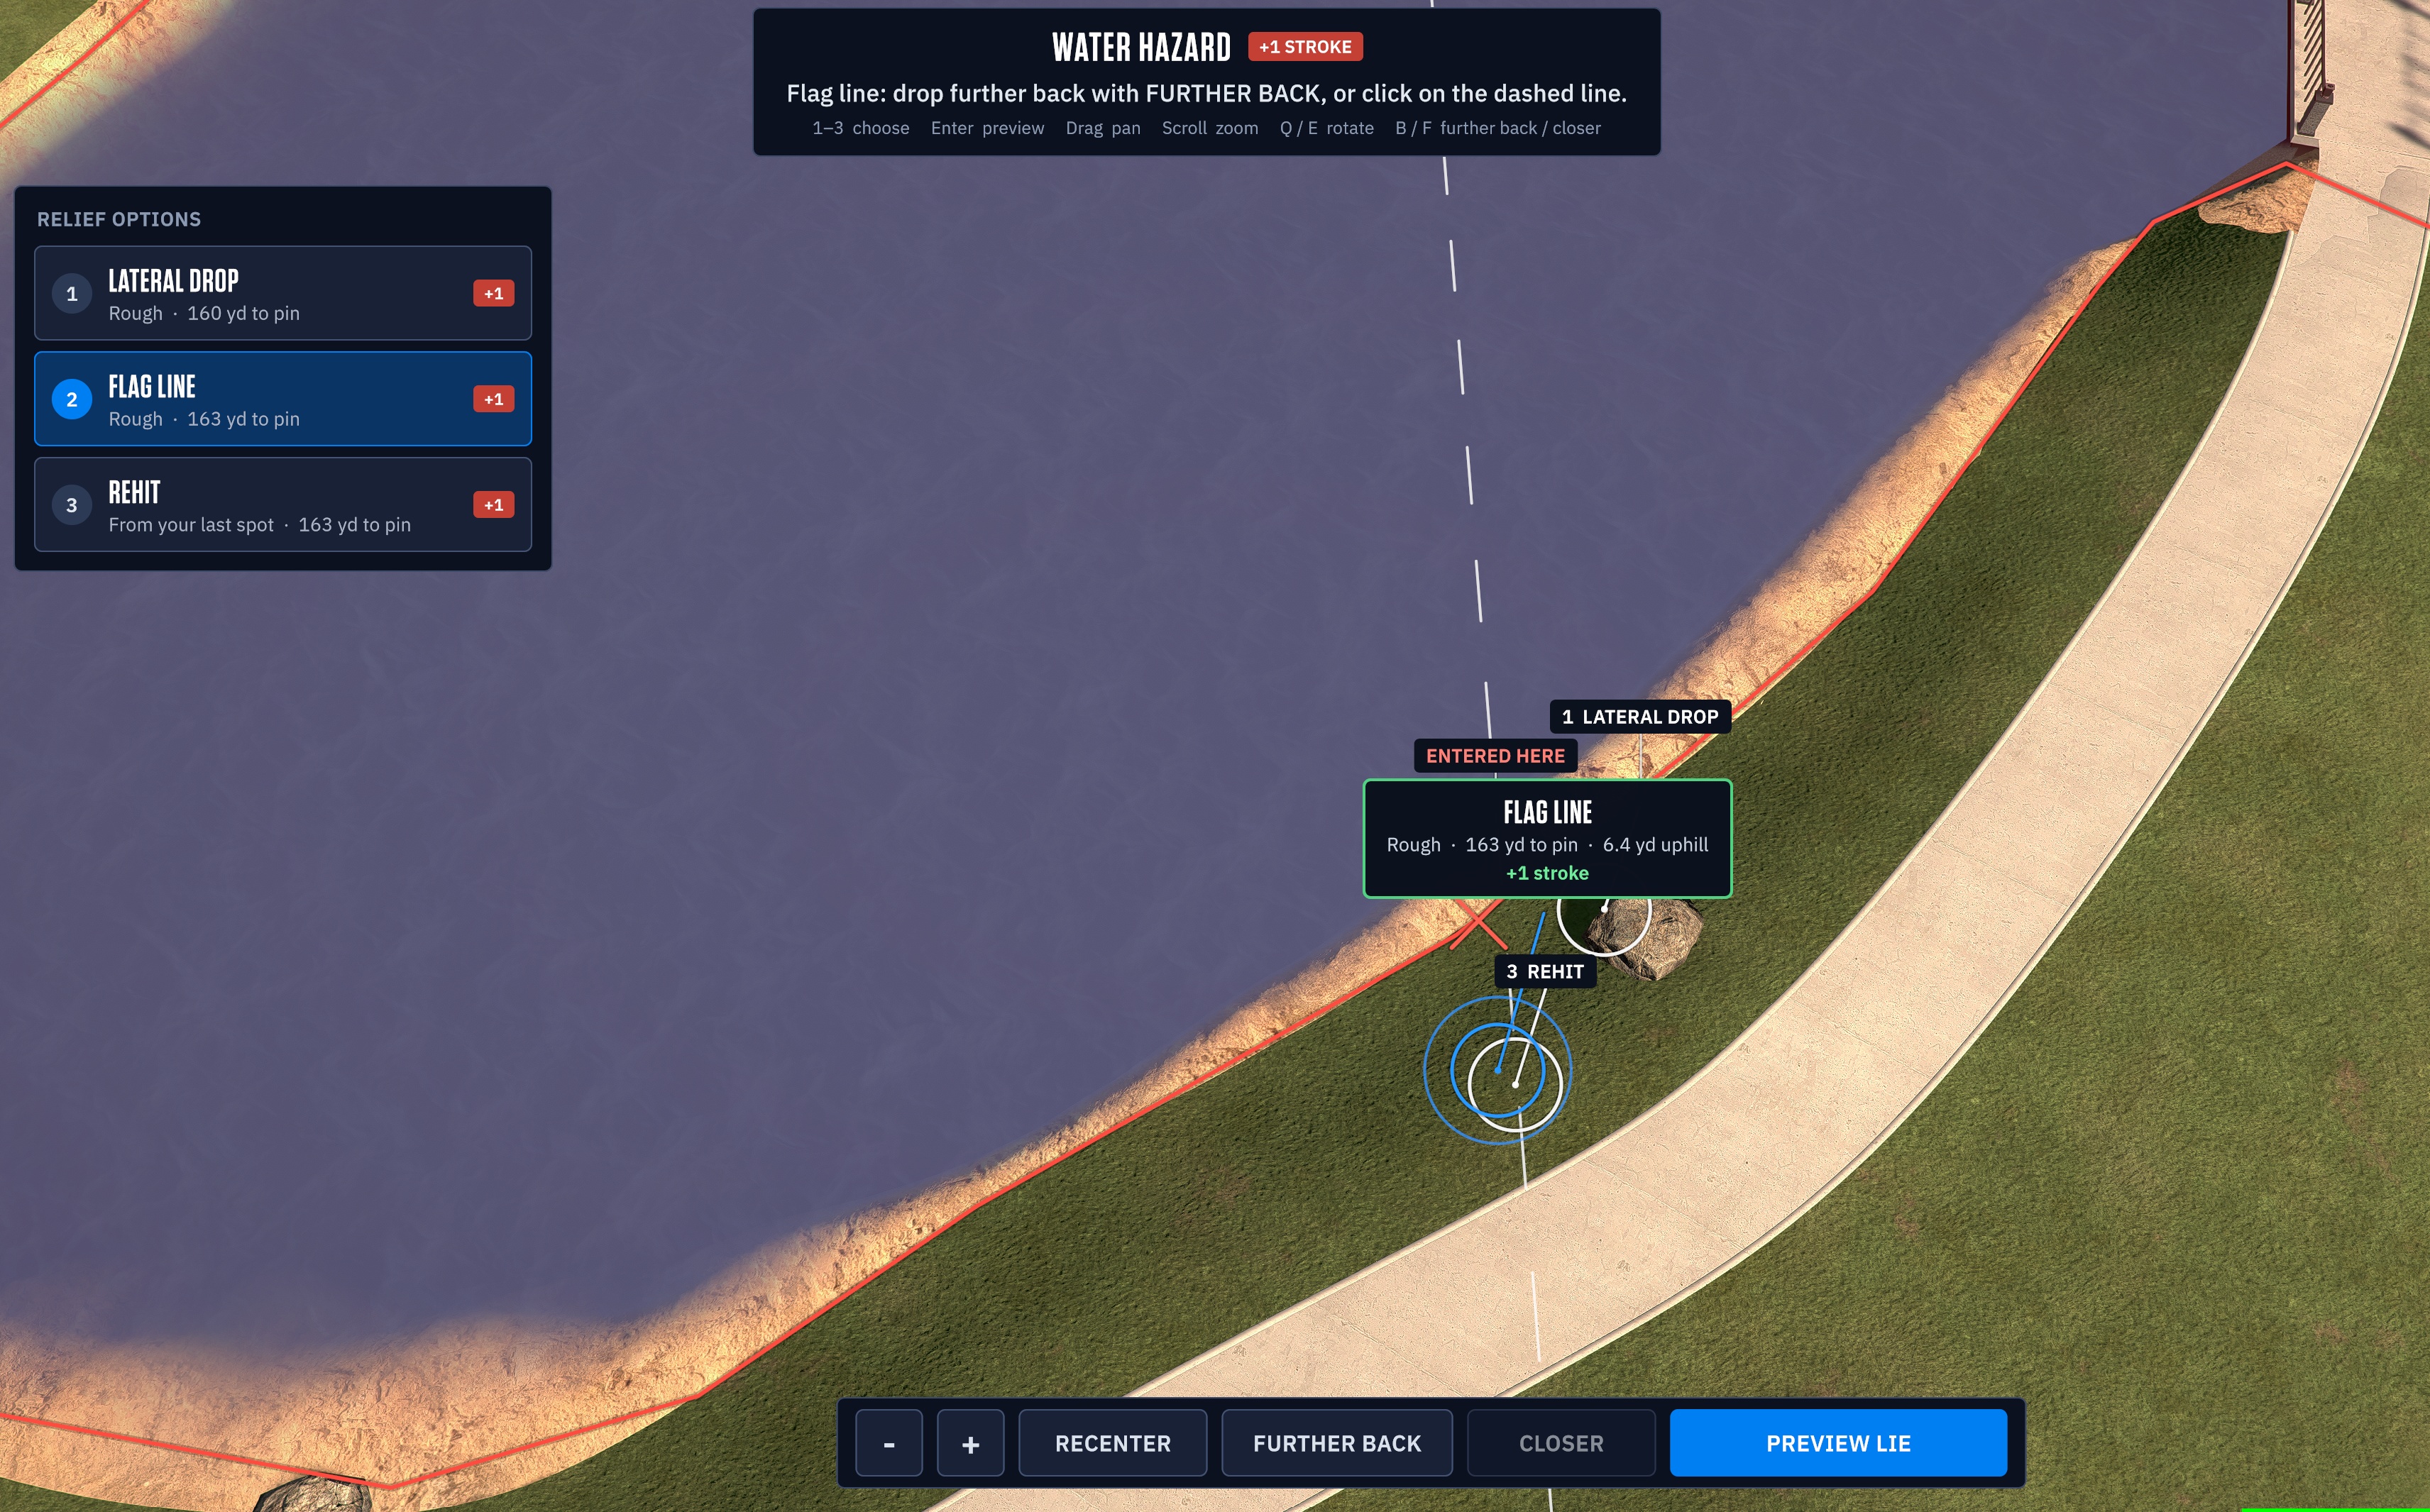 WATER HAZARD +1 STROKE
Flag line: drop further back with FURTHER BACK, or click on the dashed line.
1–3 choose Enter preview Drag pan Scroll zoom Q / E rotate B / F further back / closer
RELIEF OPTIONS
1 LATERAL DROP +1
Rough · 160 yd to pin
2 FLAG LINE +1
Rough · 163 yd to pin
3 REHIT +1
From your last spot · 163 yd to pin
1 LATERAL DROP
ENTERED HERE
FLAG LINE
Rough · 163 yd to pin · 6.4 yd uphill
+1 stroke
3 REHIT
- + RECENTER FURTHER BACK CLOSER PREVIEW LIE